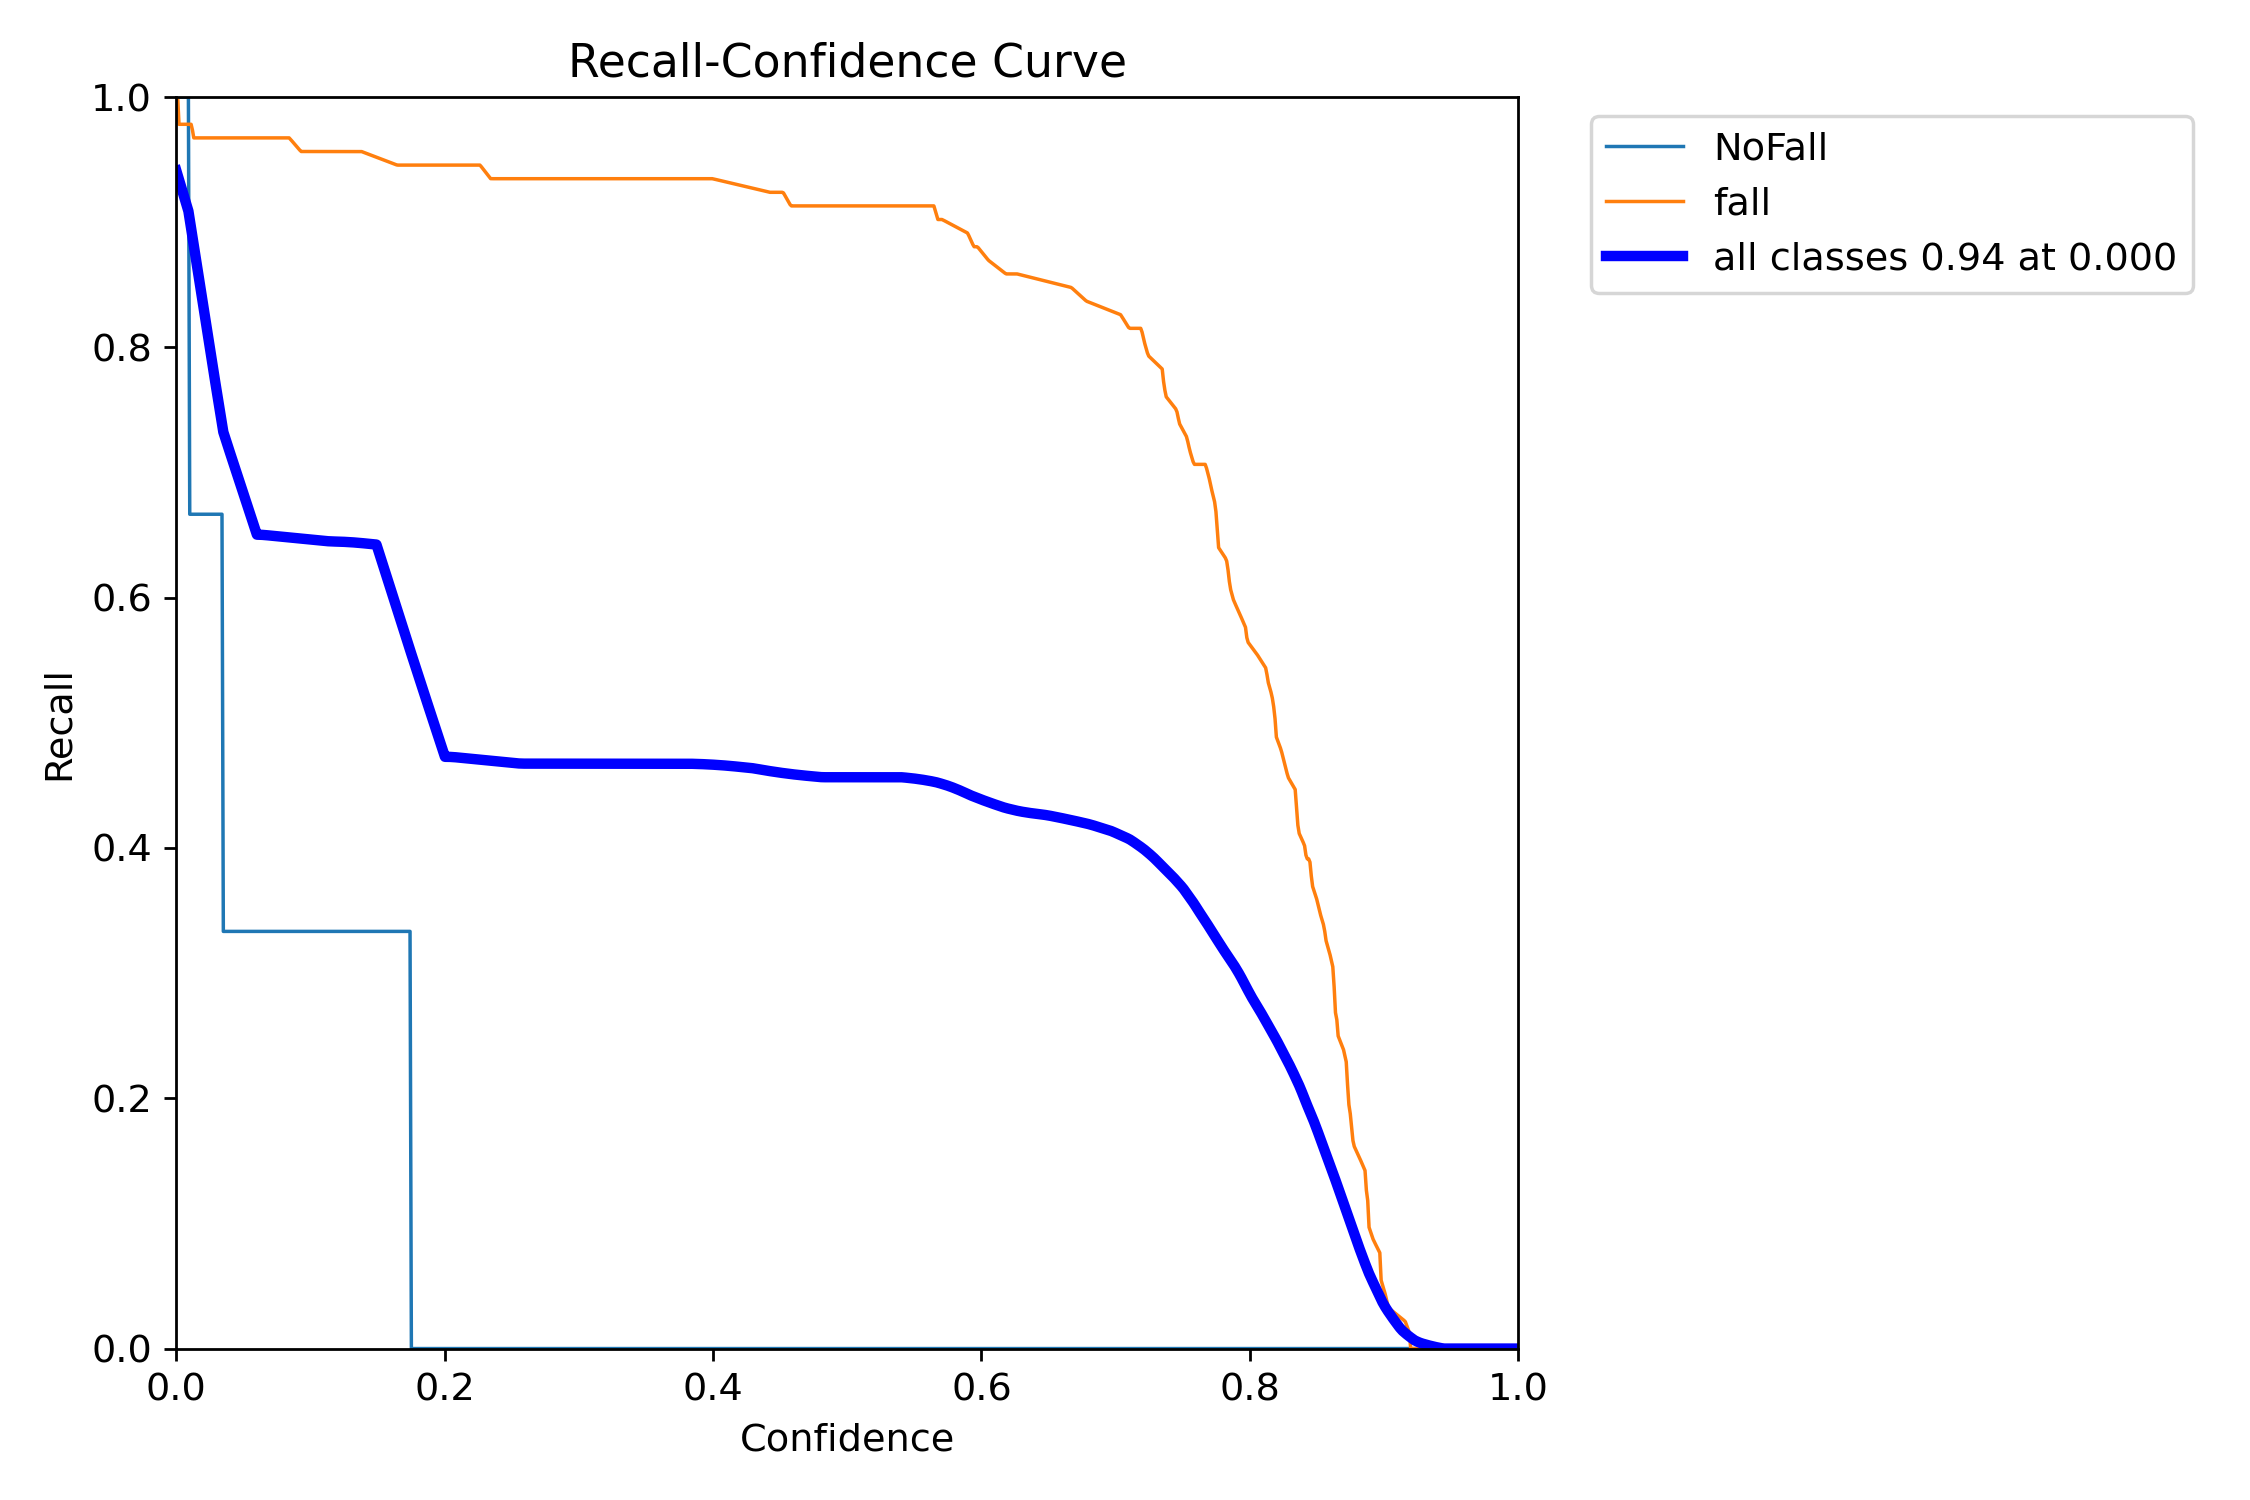 Recall-Confidence Curve
1.0
0.8
0.6
0.4
0.2
0.0
Recall
0.0 0.2 0.4 0.6 0.8 1.0
Confidence
NoFall
fall
all classes 0.94 at 0.000